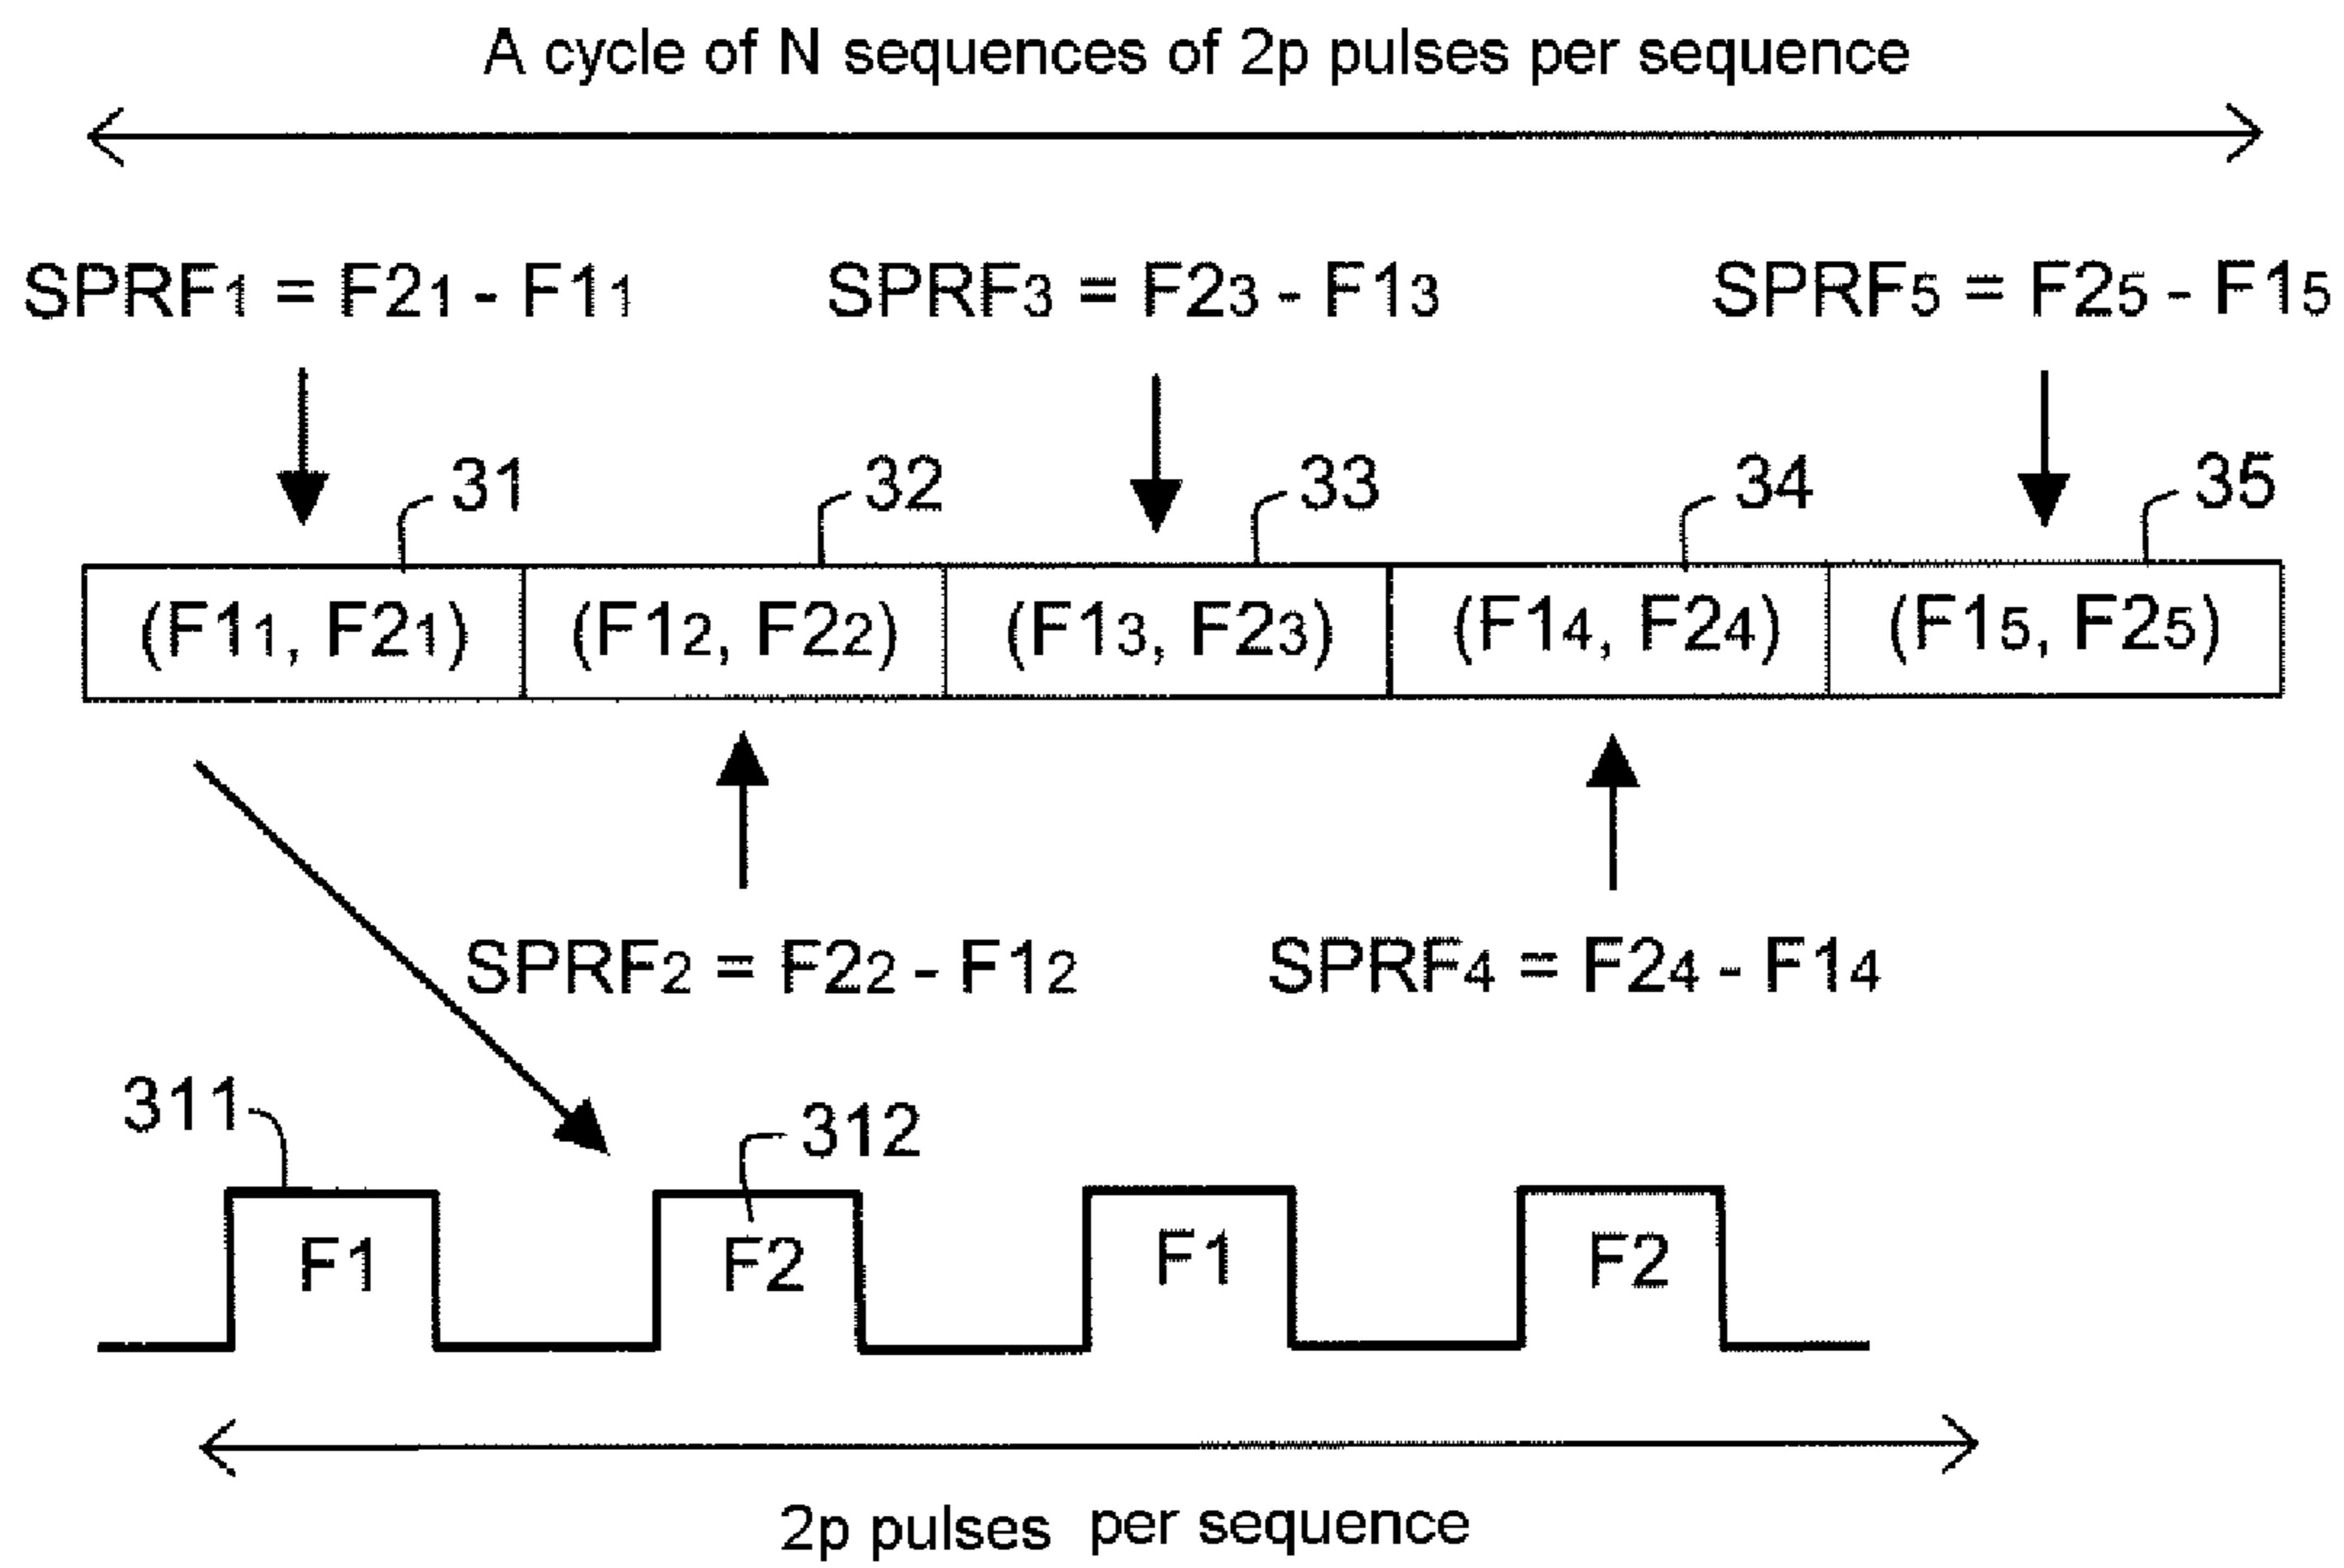 A cycle of N sequences of 2p pulses per sequence
SPRF1 = F21 - F11
SPRF3 = F23 - F13
SPRF5 = F25 - F15
31
32
33
34
35
(F11, F21)
(F12, F22)
(F13, F23)
(F14, F24)
(F15, F25)
SPRF2 = F22 - F12
SPRF4 = F24 - F14
311
312
F1
F2
F1
F2
2p pulses per sequence